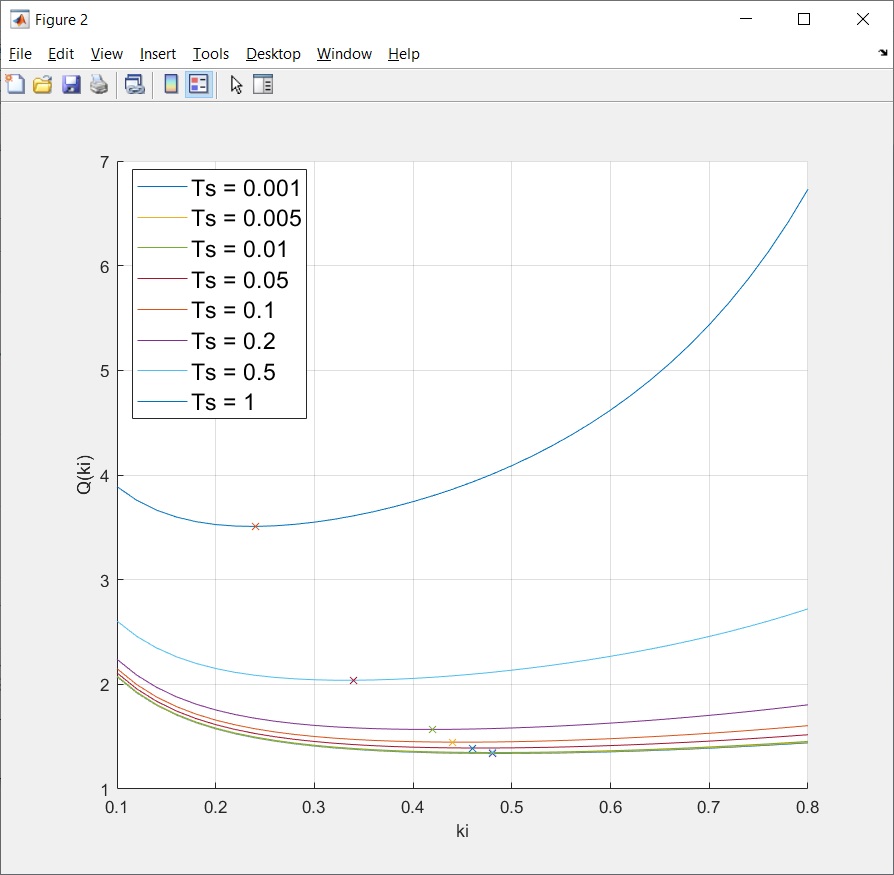 Figure 2
File Edit View Insert Tools Desktop Window Help
7
6
5
4
3
2
1
Q(ki)
Ts = 0.001
Ts = 0.005
Ts = 0.01
Ts = 0.05
Ts = 0.1
Ts = 0.2
Ts = 0.5
Ts = 1
0.1 0.2 0.3 0.4 0.5 0.6 0.7 0.8
ki